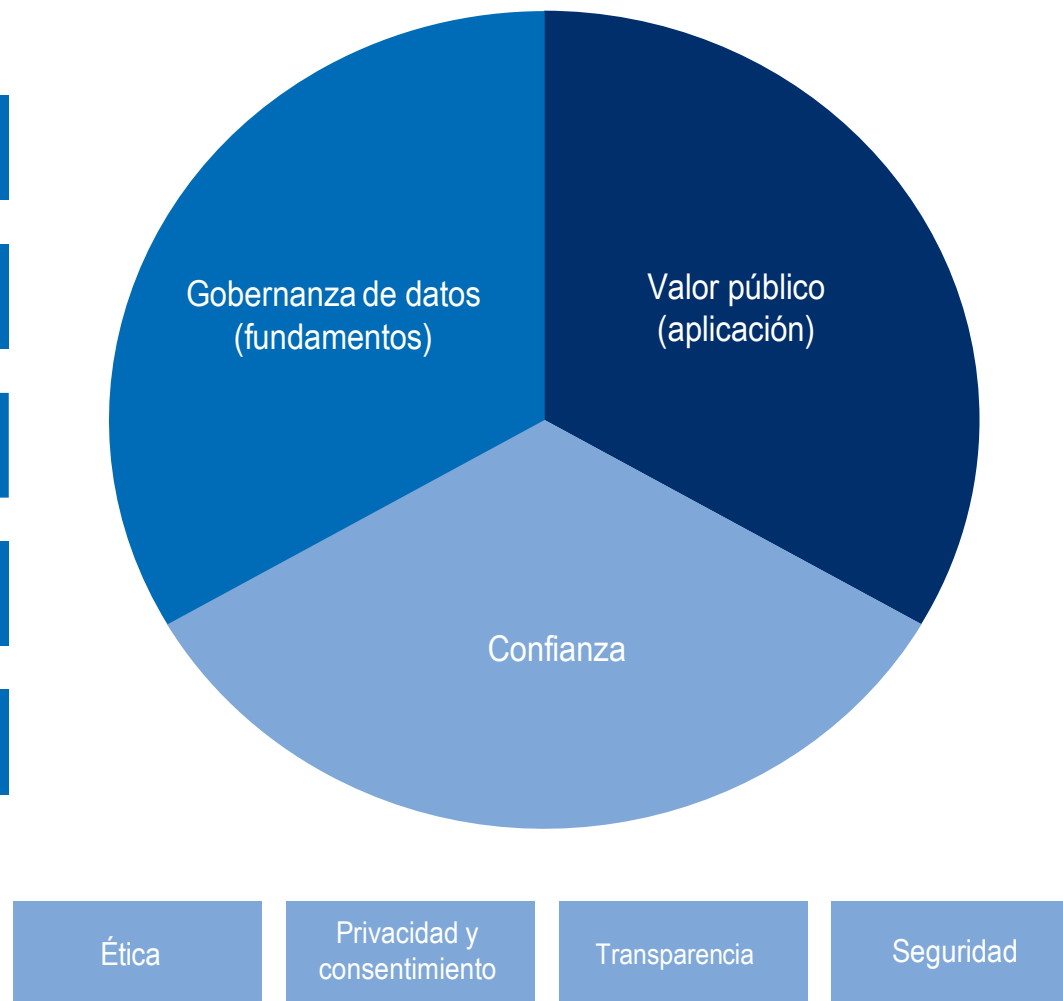 Gobernanza de datos
(fundamentos)
Valor público
(aplicación)
Confianza
Ética
Privacidad y
consentimiento
Transparencia
Seguridad